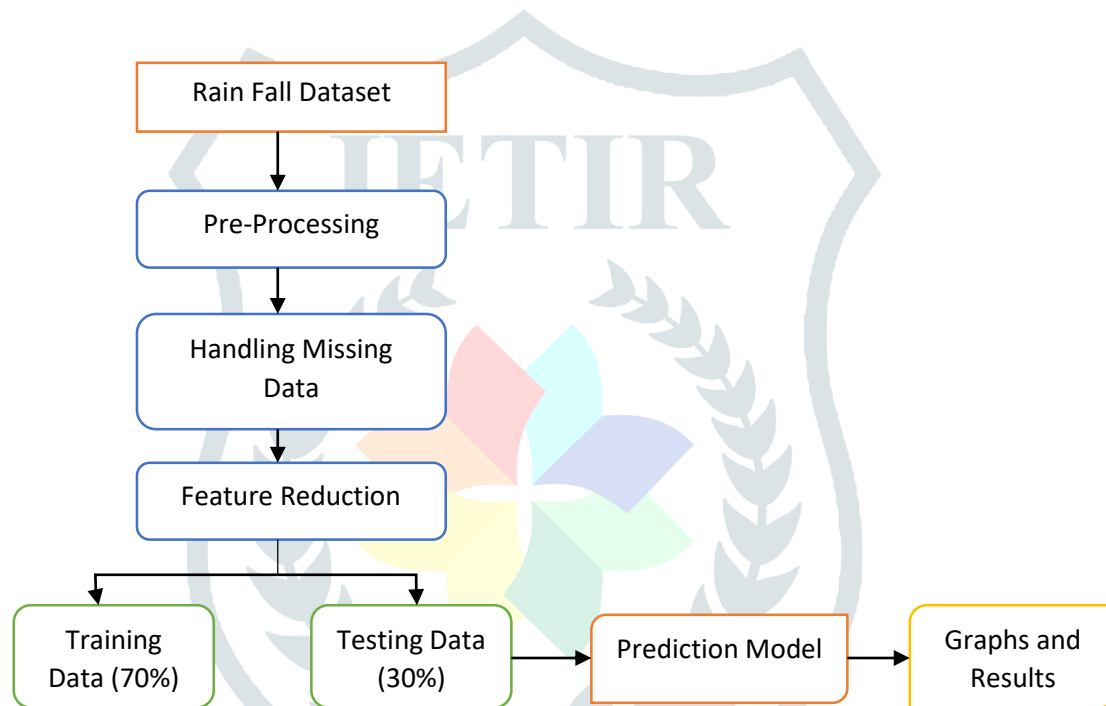 JETIR
Rain Fall Dataset
Pre-Processing
Handling Missing
Data
Feature Reduction
Training
Data (70%)
Testing Data
(30%)
Prediction Model
Graphs and
Results